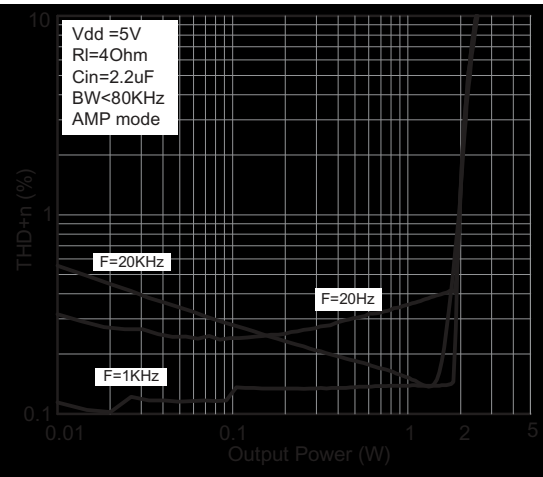 10
Vdd =5V
Rl=4Ohm
Cin=2.2uF
BW<80KHz
AMP mode
THD+n (%)
1
F=20KHz
F=20Hz
F=1KHz
0.1
0.01
0.1
1
2
5
Output Power (W)